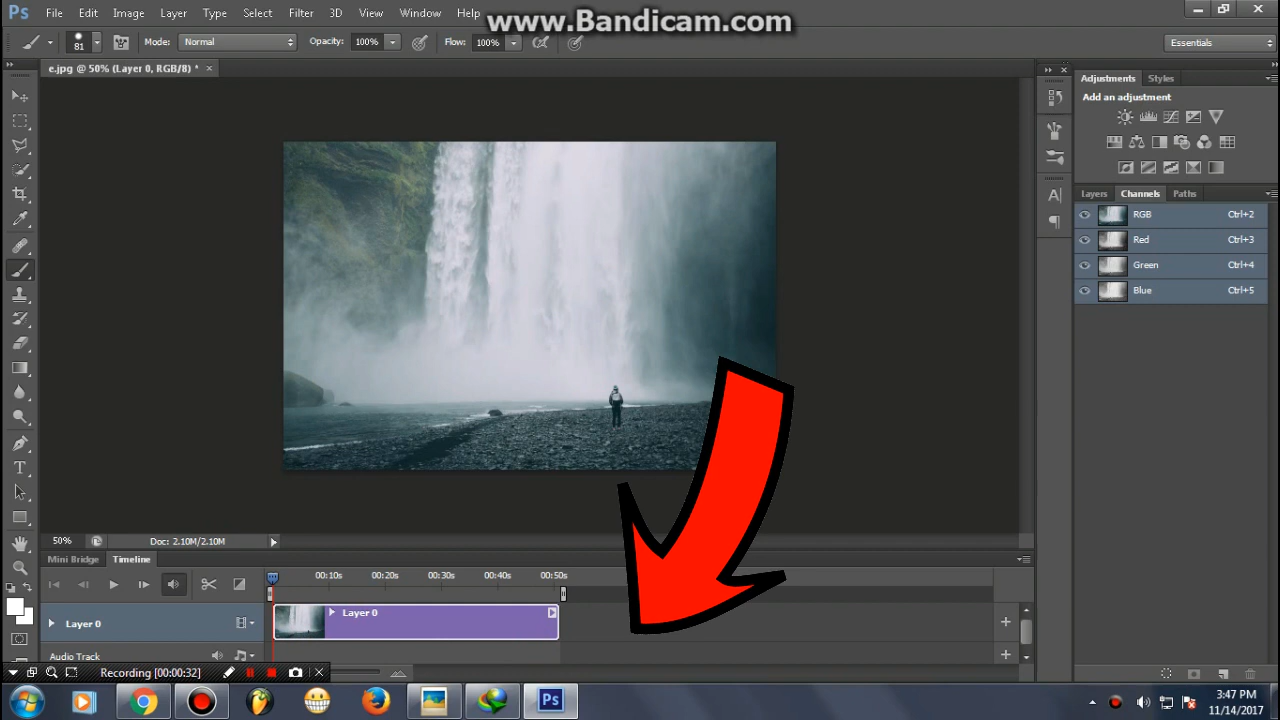 Ps File Edit Image Layer Type Select Filter 3D View Window Help
www.Bandicam.com
81 Mode: Normal Opacity: 100% Flow: 100% Essentials
e.jpg @ 50% (Layer 0, RGB/8) * ×
Adjustments Styles
Add an adjustment
Layers Channels Paths
RGB Ctrl+2
Red Ctrl+3
Green Ctrl+4
Blue Ctrl+5
50% Doc: 2.10M/2.10M
Mini Bridge Timeline
00:10s 00:20s 00:30s 00:40s 00:50s
Layer 0
Layer 0
Audio Track
Recording [00:00:32]
Ps
3:47 PM
11/14/2017